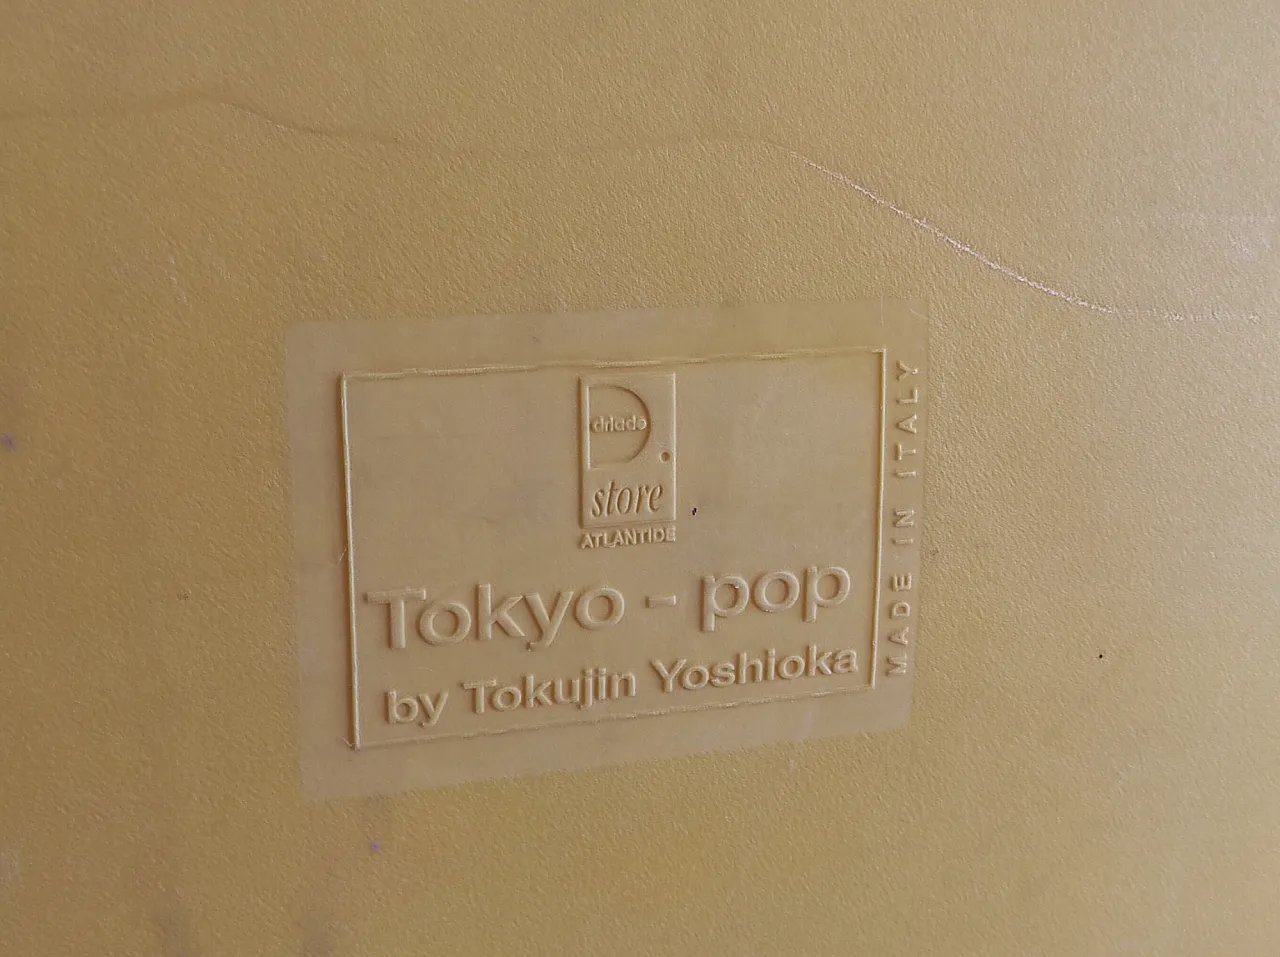 driade
store
ATLANTIDE
Tokyo - pop
by Tokujin Yoshioka
MADE IN ITALY